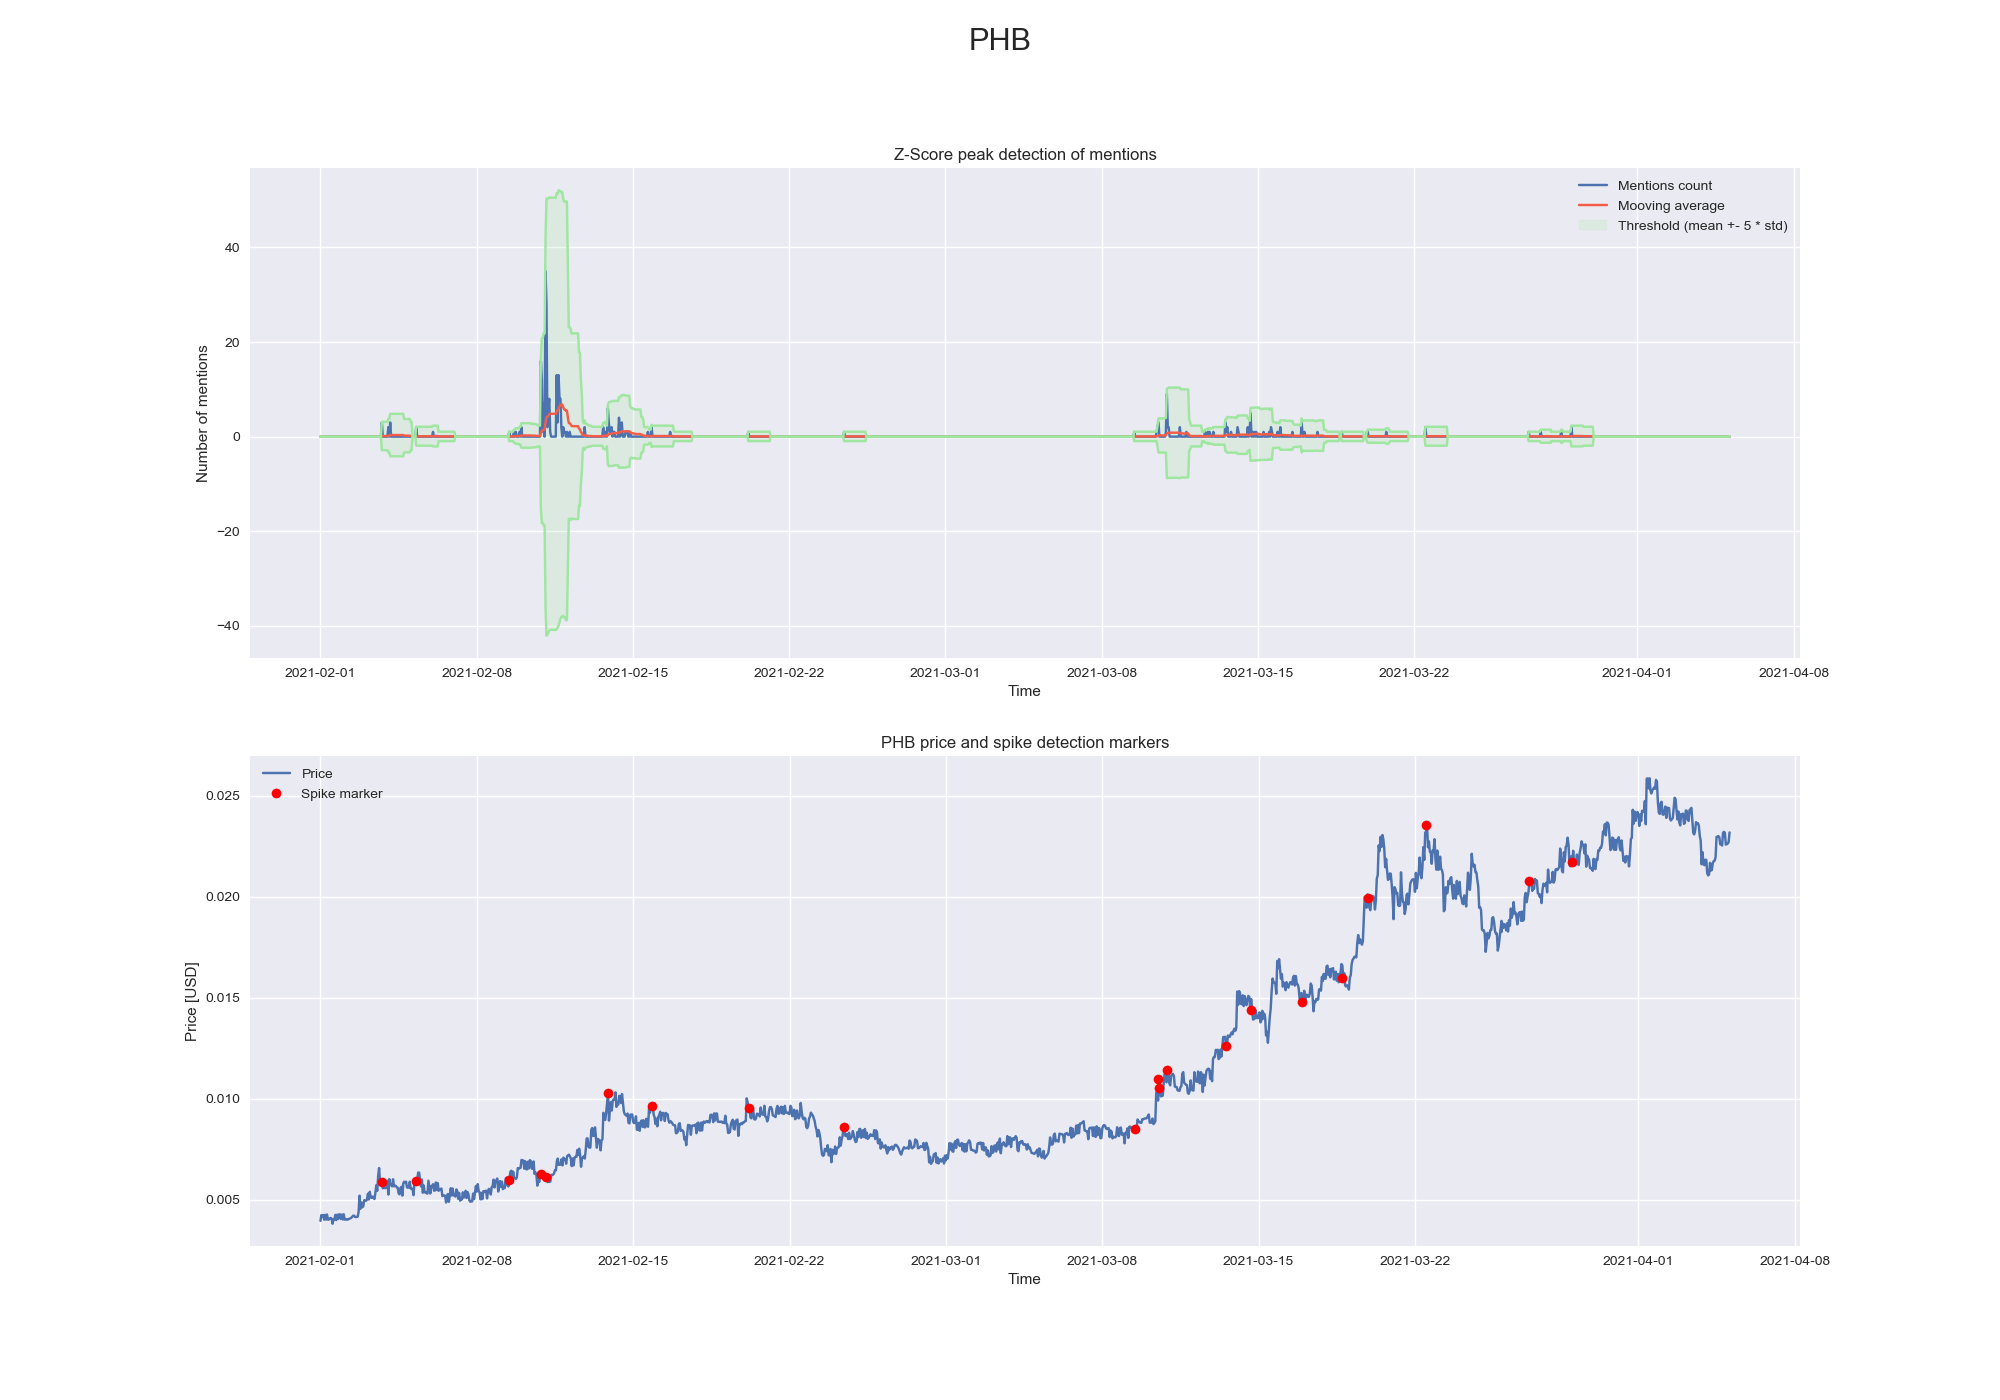 PHB
Z-Score peak detection of mentions
Mentions count
Mooving average
Threshold (mean +- 5 * std)
Number of mentions
40
20
0
−20
−40
2021-02-01 2021-02-08 2021-02-15 2021-02-22 2021-03-01 2021-03-08 2021-03-15 2021-03-22 2021-04-01 2021-04-08
Time
PHB price and spike detection markers
Price
Spike marker
Price [USD]
0.025
0.020
0.015
0.010
0.005
2021-02-01 2021-02-08 2021-02-15 2021-02-22 2021-03-01 2021-03-08 2021-03-15 2021-03-22 2021-04-01 2021-04-08
Time